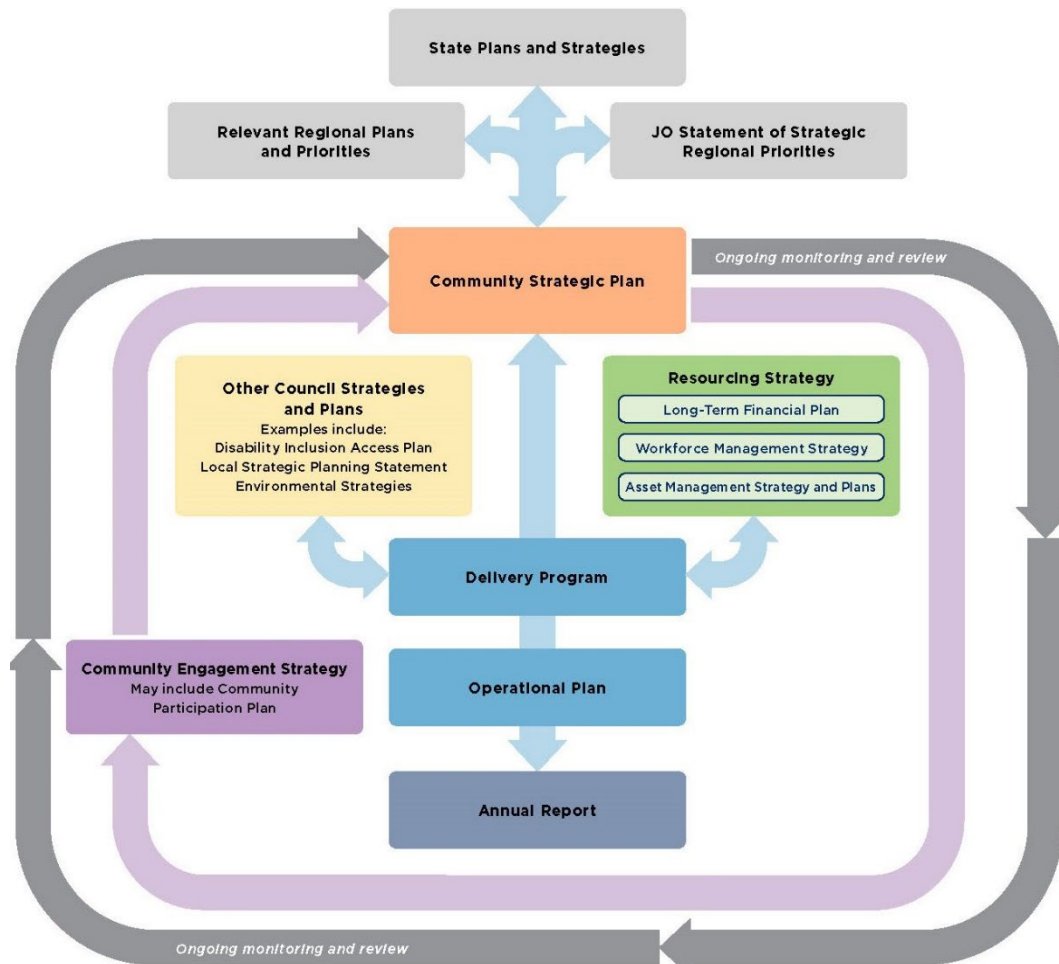 State Plans and Strategies
Relevant Regional Plans
and Priorities
JO Statement of Strategic
Regional Priorities
Community Strategic Plan
Ongoing monitoring and review
Other Council Strategies
and Plans
Examples include:
Disability Inclusion Access Plan
Local Strategic Planning Statement
Environmental Strategies
Resourcing Strategy
Long-Term Financial Plan
Workforce Management Strategy
Asset Management Strategy and Plans
Delivery Program
Community Engagement Strategy
May include Community
Participation Plan
Operational Plan
Annual Report
Ongoing monitoring and review